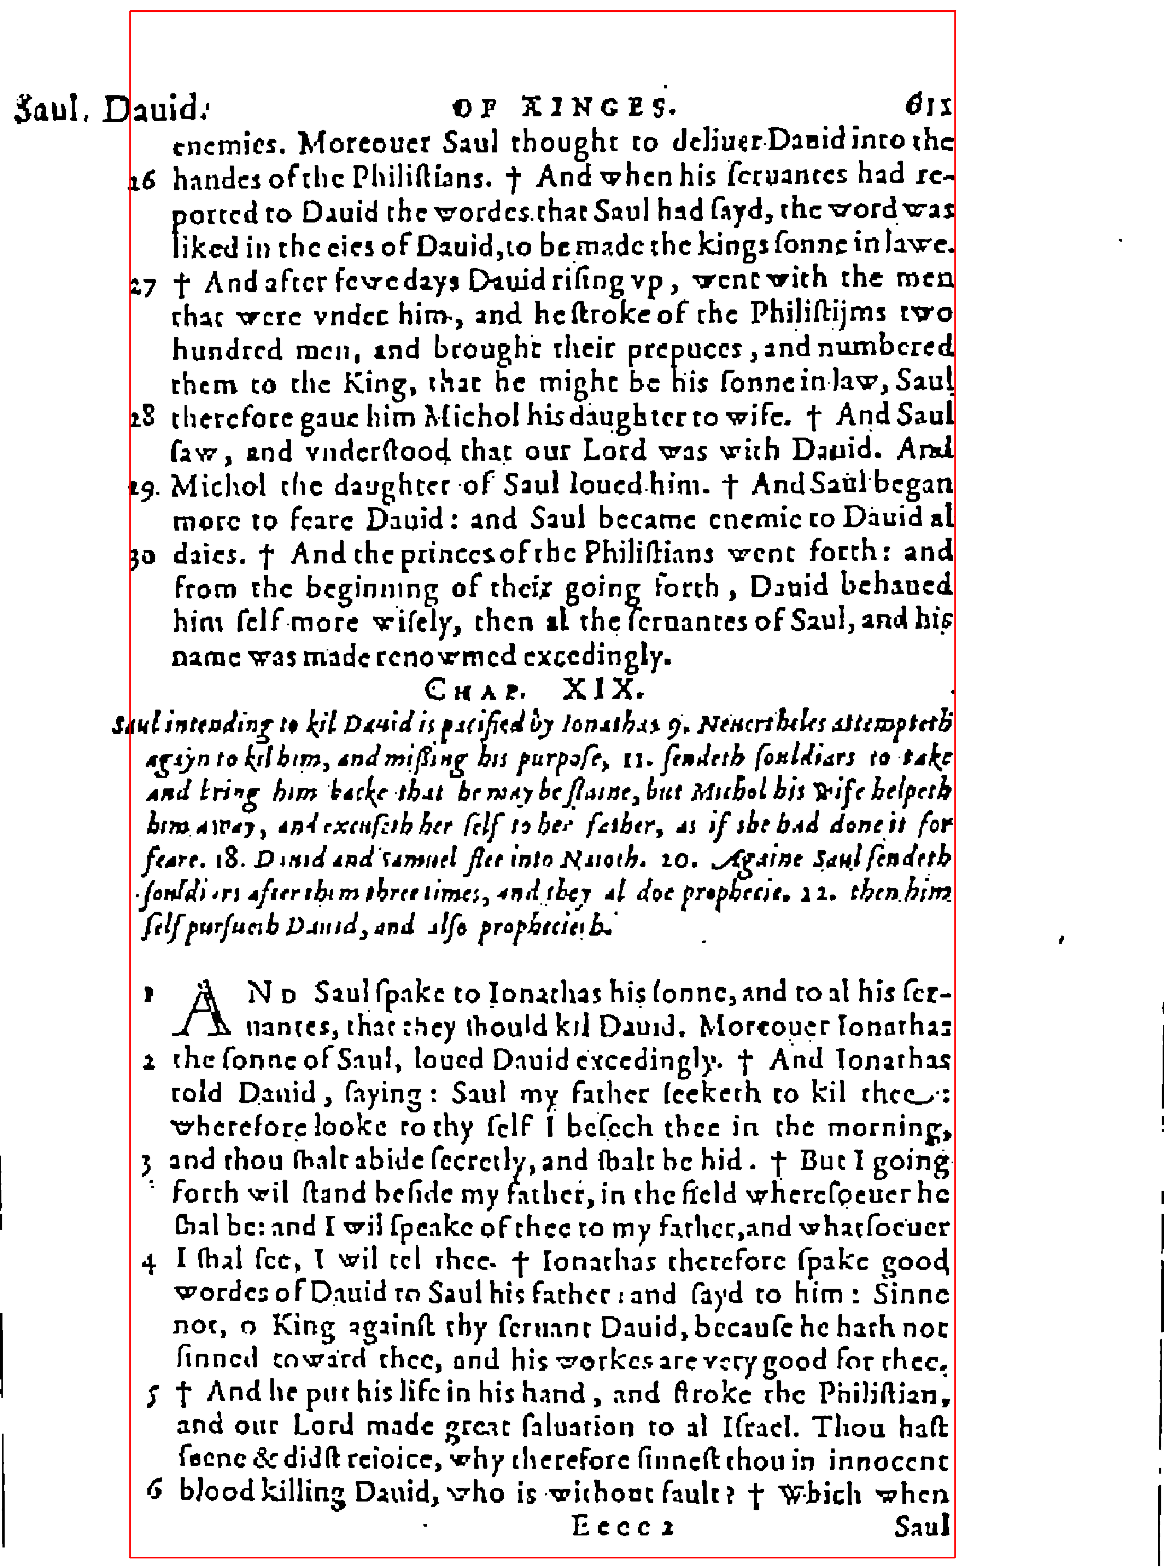 Saul, Dauid. OF KINGES. 611
enemies. Moreouer Saul thought to deliuer Dauid into the
26 handes of the Philiſtians. † And when his ſeruantes had re-
ported to Dauid the wordes that Saul had ſayd, the word was
liked in the eies of Dauid, to be made the kings ſonne in lawe.
27 † And after fewe days Dauid riſing vp, went with the men
that were vnder him, and he ſtroke of the Philiſtijms two
hundred men, and brought their prepuces, and numbered
them to the King, that he might be his ſonne in law, Saul
28 therefore gaue him Michol his daughter to wife. † And Saul
ſaw, and vnderſtood that our Lord was with Dauid. And
29. Michol the daughter of Saul loued him. † And Saul began
more to feare Dauid: and Saul became enemie to Dauid al
30 daies. † And the princes of the Philiſtians went forth: and
from the beginning of their going forth, Dauid behaued
him ſelf more wiſely, then al the ſeruantes of Saul, and his
name was made renowmed excedingly.
CHAP. XIX.
Saul intending to kil Dauid is pacified by Ionathas 9. Neuertheles attempteth
agayn to kil him, and miſſing his purpoſe, 11. ſendeth ſouldiars to take
and bring him backe that he may be ſlaine, but Michol his wife helpeth
him away, and excuſeth her ſelf to her father, as if she had done it for
feare. 18. Dauid and Samuel flee into Naioth. 20. Againe Saul ſendeth
ſouldiars after them three times, and they al doe prophecie. 22. then him
ſelf purſueth Dauid, and alſo prophecieth.
1 AND Saul ſpake to Ionathas his ſonne, and to al his ſer-
uantes, that they ſhould kil Dauid. Moreouer Ionathas
2 the ſonne of Saul, loued Dauid excedingly. † And Ionathas
told Dauid, ſaying: Saul my father ſeeketh to kil thee:
wherefore looke to thy ſelf I beſech thee in the morning,
3 and thou ſhalt abide ſecretly, and ſhalt be hid. † But I going
forth wil ſtand beſide my father, in the field whereſoeuer he
ſhal be: and I wil ſpeake of thee to my father, and whatſoeuer
4 I ſhal ſee, I wil tel thee. † Ionathas therefore ſpake good
wordes of Dauid to Saul his father: and ſayd to him: Sinne
not, o King againſt thy ſeruant Dauid, becauſe he hath not
ſinned toward thee, and his workes are very good for thee.
5 † And he put his life in his hand, and ſtroke the Philiſtian,
and our Lord made great ſaluation to al Iſrael. Thou haſt
ſeene & didſt reioice, why therefore ſinneſt thou in innocent
6 blood killing Dauid, who is without fault? † Which when
Eeee 2 Saul